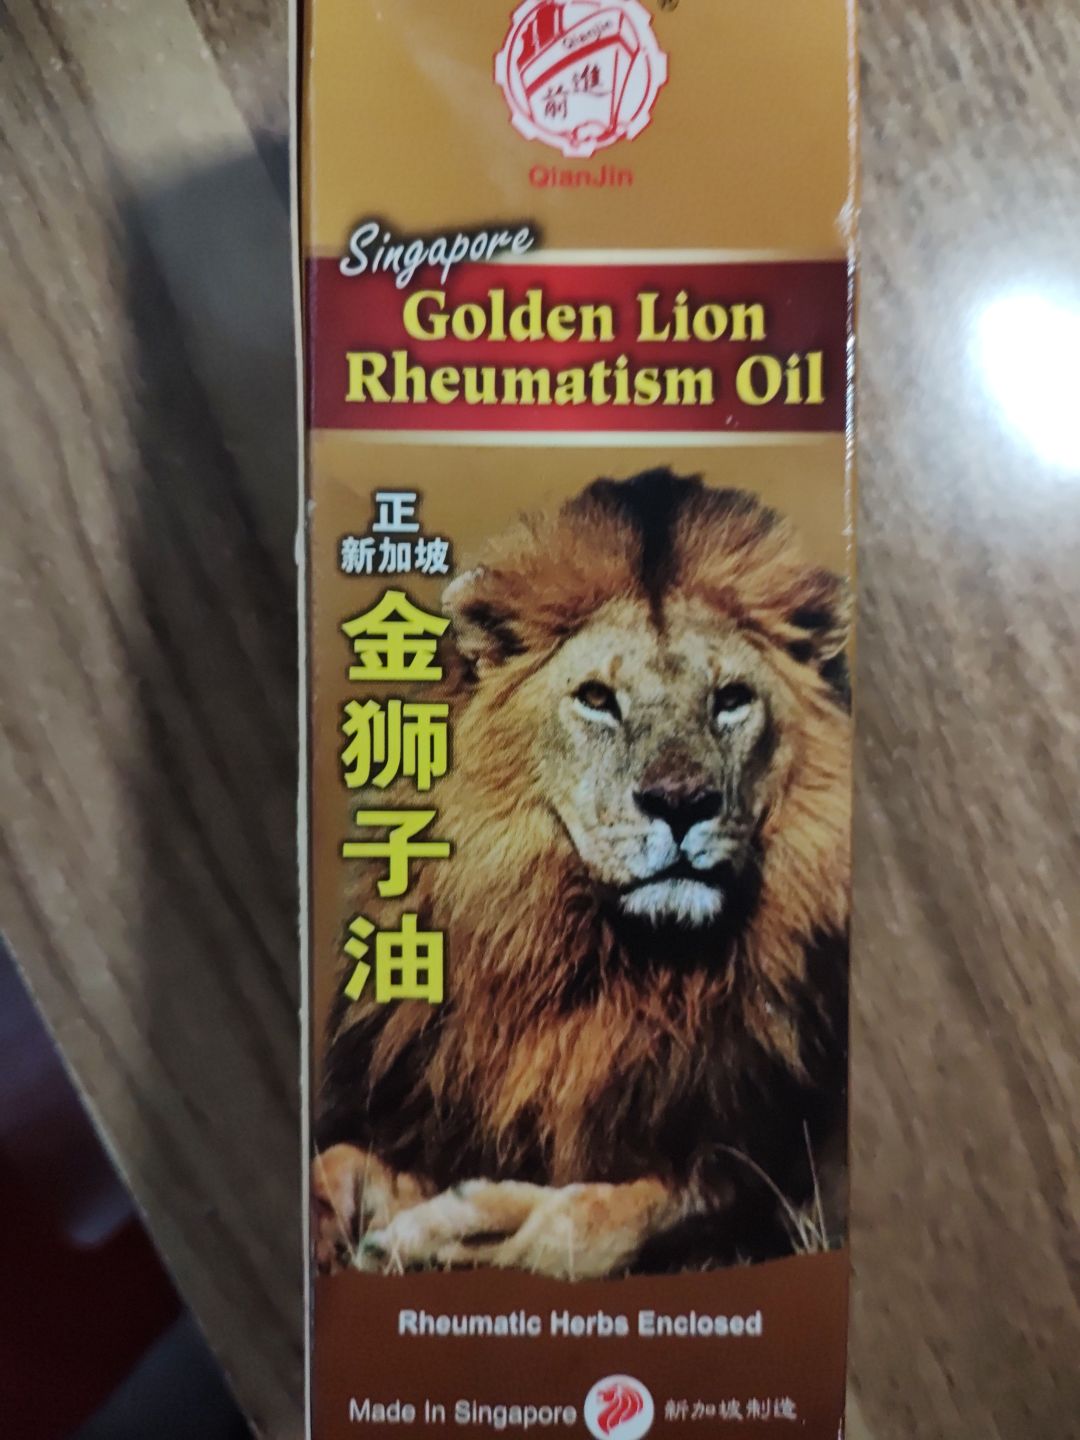 Qianjin
前進
QianJin
Singapore
Golden Lion
Rheumatism Oil
正
新加坡
金狮子油
Rheumatic Herbs Enclosed
Made In Singapore 新加坡制造